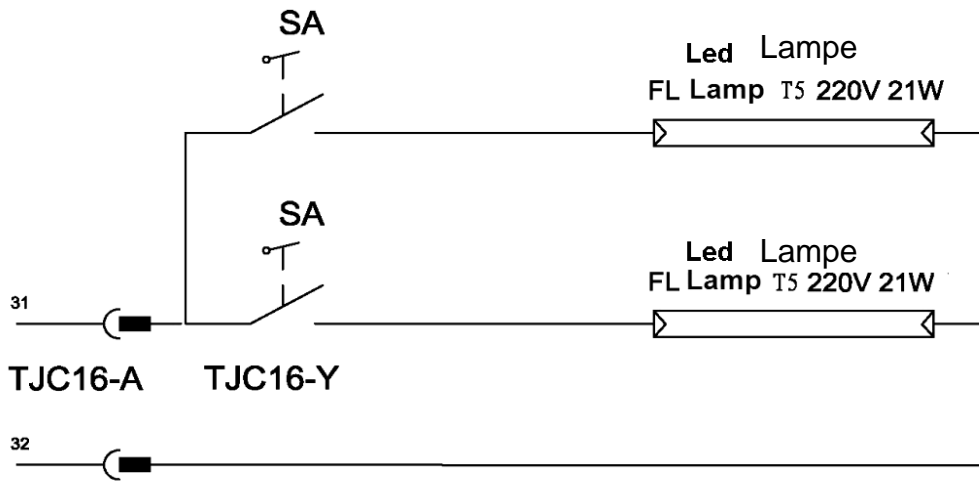 SA
Led Lampe
FL Lamp T5 220V 21W
SA
Led Lampe
FL Lamp T5 220V 21W
31
TJC16-A TJC16-Y
32